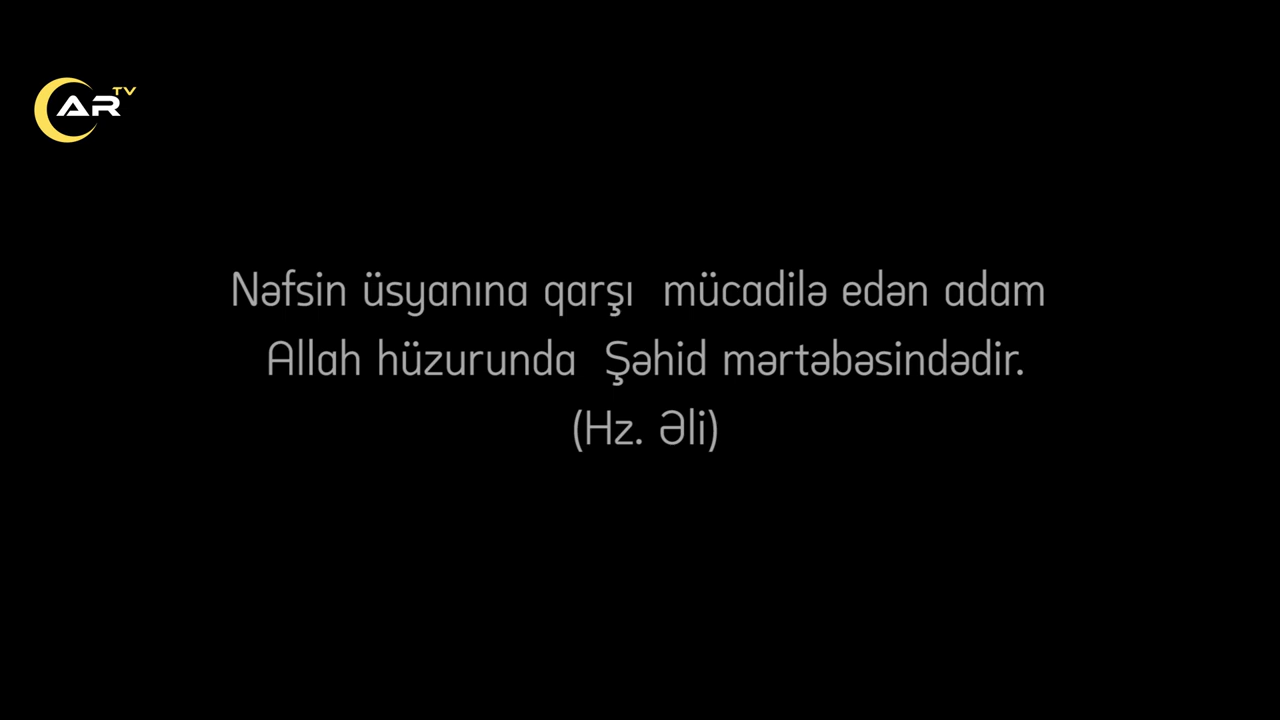 AR TV
Nəfsin üsyanına qarşı mücadilə edən adam
Allah hüzurunda Şəhid mərtəbəsindədir.
(Hz. Əli)